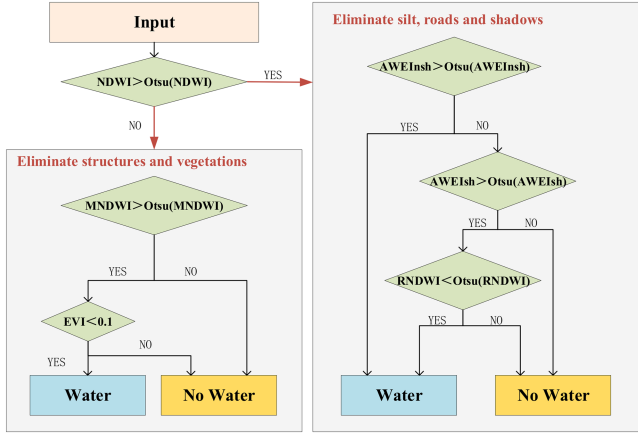 Input
NDWI>Otsu(NDWI)
YES
NO
Eliminate structures and vegetations
MNDWI>Otsu(MNDWI)
YES
NO
EVI<0.1
YES
NO
Water
No Water
Eliminate silt, roads and shadows
AWEInsh>Otsu(AWEInsh)
YES
NO
AWEIsh>Otsu(AWEIsh)
YES
NO
RNDWI<Otsu(RNDWI)
YES
NO
Water
No Water